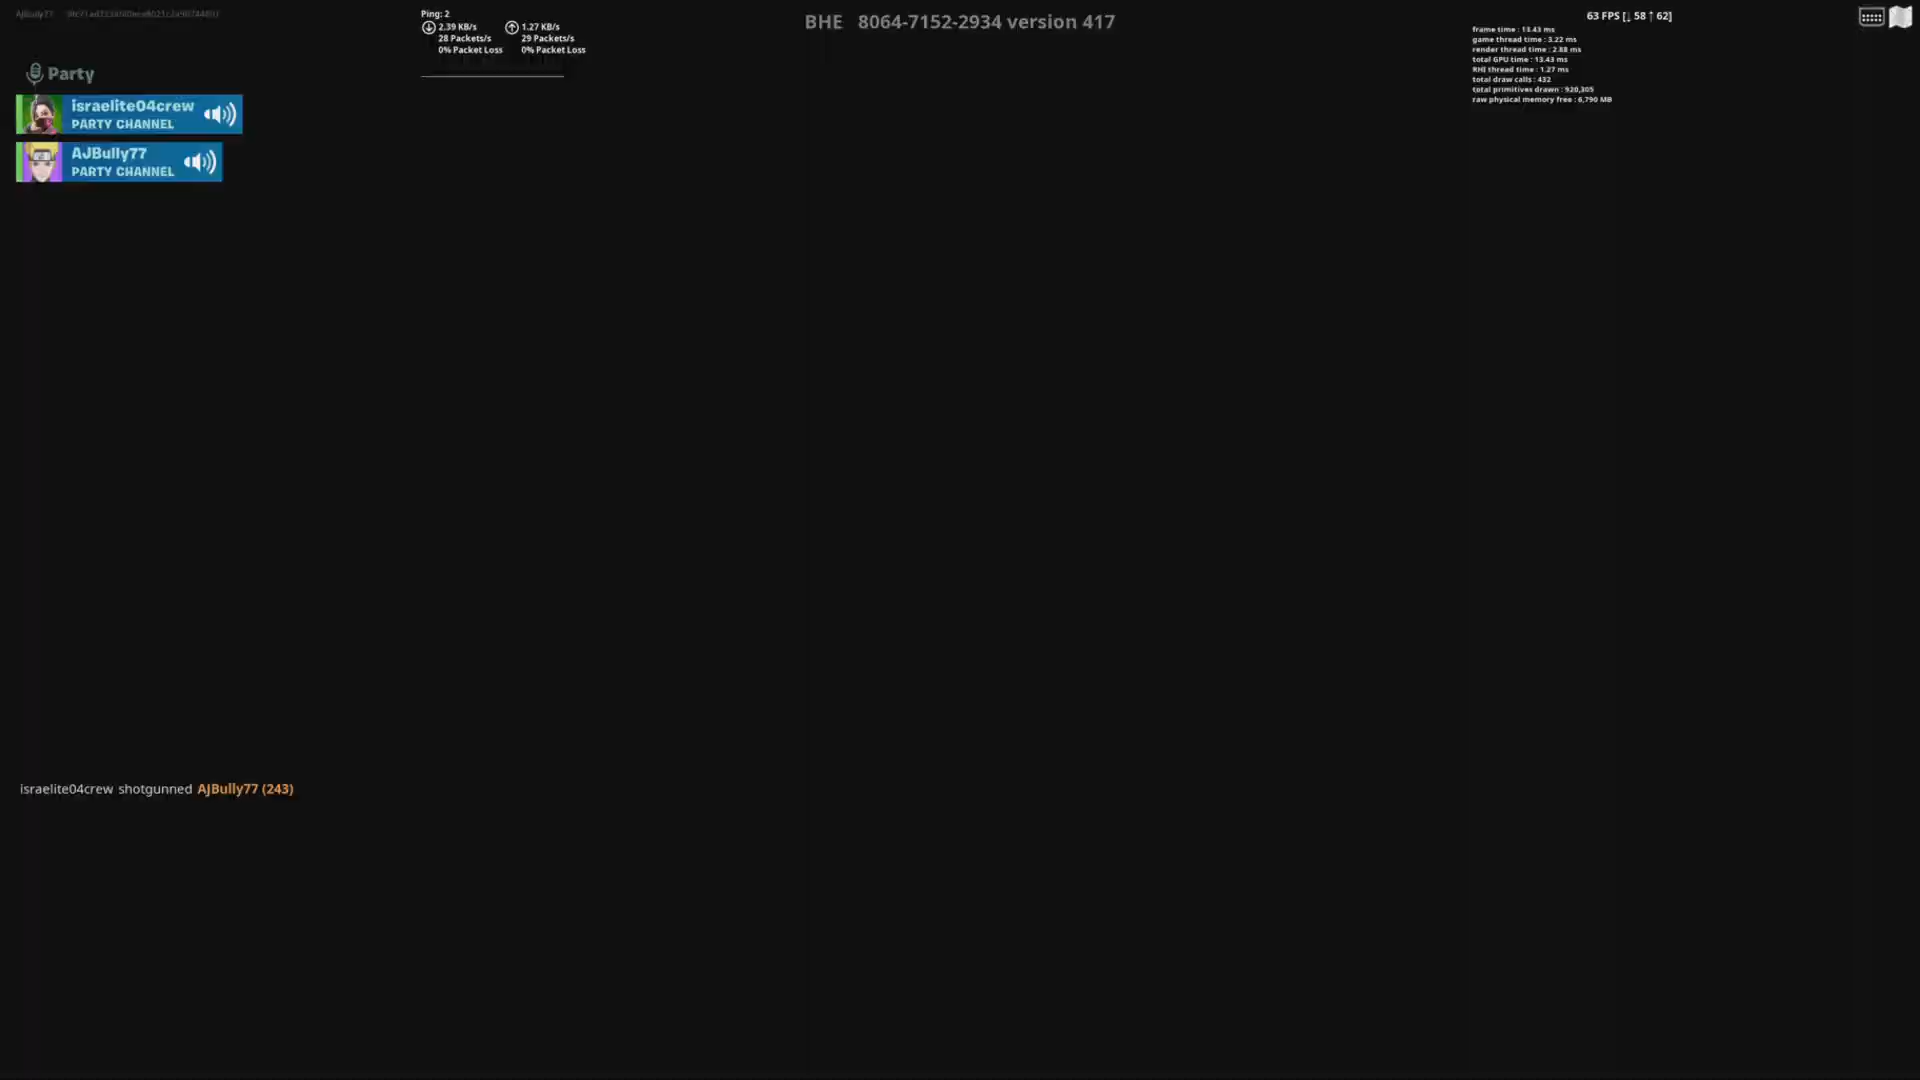 AJBully77
Ping: 2
2.39 KB/s 1.27 KB/s
28 Packets/s 29 Packets/s
0% Packet Loss 0% Packet Loss
BHE 8064-7152-2934 version 417
63 FPS [↓ 58 ↑ 62]
frame time : 13.43 ms
game thread time : 3.22 ms
render thread time : 2.88 ms
total GPU time : 13.43 ms
RHI thread time : 1.27 ms
total draw calls : 432
total primitives drawn : 920,305
raw physical memory free : 6,790 MB
Party
israelite04crew
PARTY CHANNEL
AJBully77
PARTY CHANNEL
israelite04crew shotgunned AJBully77 (243)